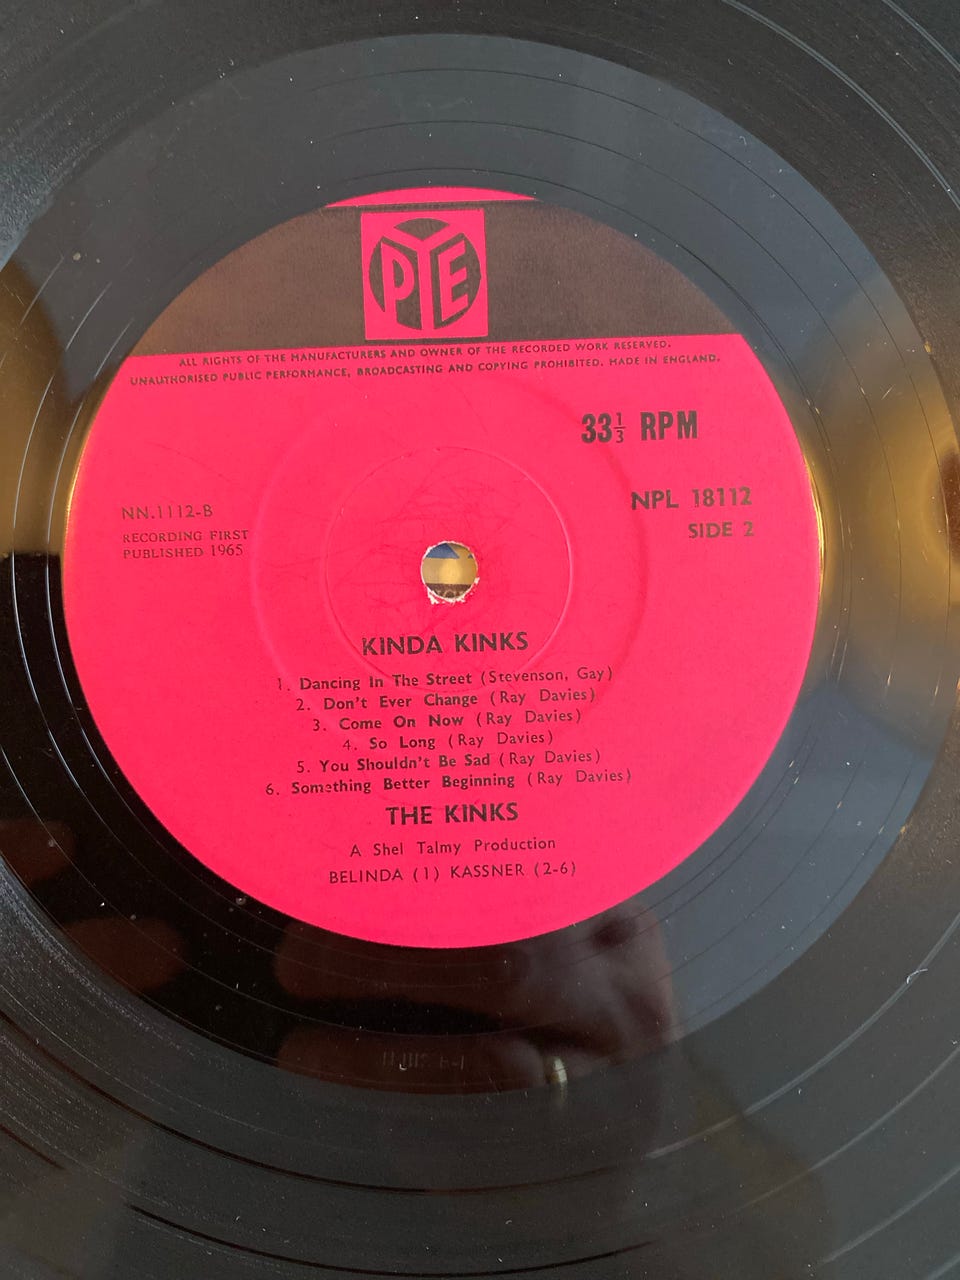 PYE
ALL RIGHTS OF THE MANUFACTURERS AND OWNER OF THE RECORDED WORK RESERVED.
UNAUTHORISED PUBLIC PERFORMANCE, BROADCASTING AND COPYING PROHIBITED. MADE IN ENGLAND.
33⅓ RPM
NPL 18112
SIDE 2
NN.1112-B
RECORDING FIRST
PUBLISHED 1965
KINDA KINKS
1. Dancing In The Street (Stevenson, Gay)
2. Don't Ever Change (Ray Davies)
3. Come On Now (Ray Davies)
4. So Long (Ray Davies)
5. You Shouldn't Be Sad (Ray Davies)
6. Something Better Beginning (Ray Davies)
THE KINKS
A Shel Talmy Production
BELINDA (1) KASSNER (2-6)